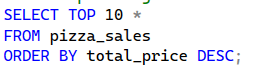 SELECT TOP 10 *
FROM pizza_sales
ORDER BY total_price DESC;